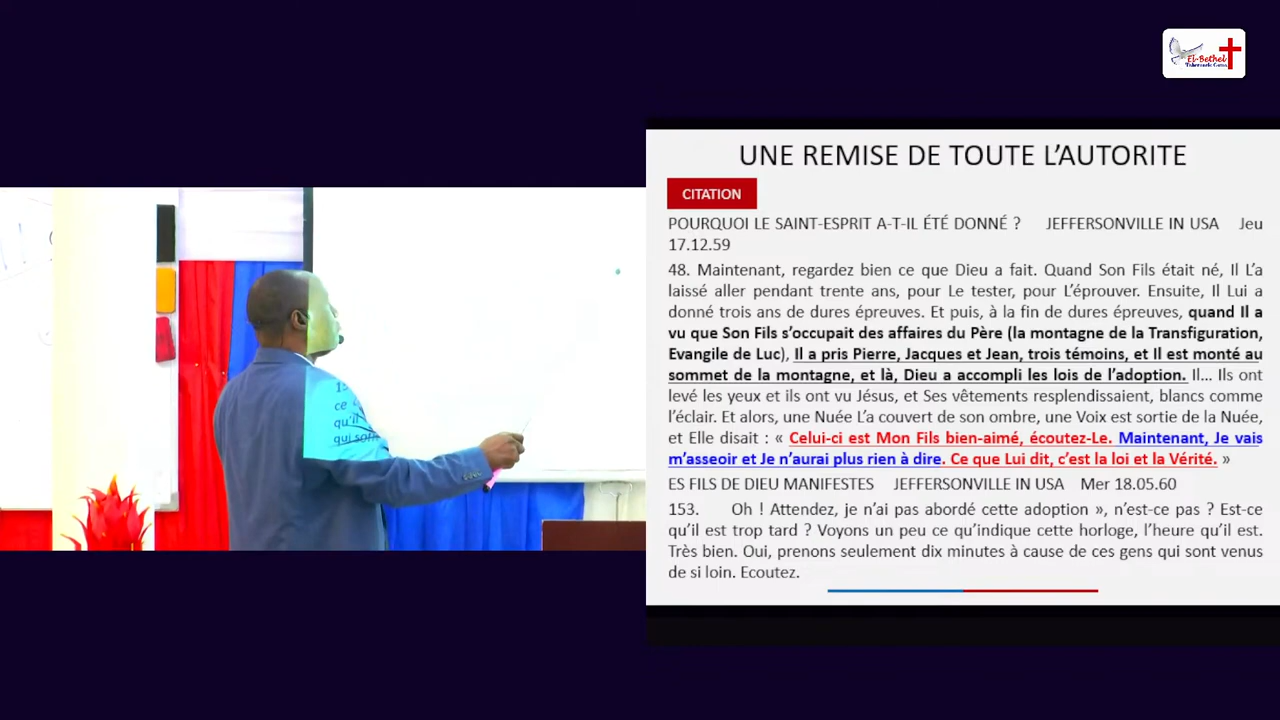 El-Bethel
Tabernacle Goma
UNE REMISE DE TOUTE L’AUTORITE
CITATION
POURQUOI LE SAINT-ESPRIT A-T-IL ÉTÉ DONNÉ ? JEFFERSONVILLE IN USA Jeu
17.12.59
48. Maintenant, regardez bien ce que Dieu a fait. Quand Son Fils était né, Il L’a
laissé aller pendant trente ans, pour Le tester, pour L’éprouver. Ensuite, Il Lui a
donné trois ans de dures épreuves. Et puis, à la fin de dures épreuves, quand Il a
vu que Son Fils s’occupait des affaires du Père (la montagne de la Transfiguration,
Evangile de Luc), Il a pris Pierre, Jacques et Jean, trois témoins, et Il est monté au
sommet de la montagne, et là, Dieu a accompli les lois de l’adoption. Il... Ils ont
levé les yeux et ils ont vu Jésus, et Ses vêtements resplendissaient, blancs comme
l’éclair. Et alors, une Nuée L’a couvert de son ombre, une Voix est sortie de la Nuée,
et Elle disait : « Celui-ci est Mon Fils bien-aimé, écoutez-Le. Maintenant, Je vais
m’asseoir et Je n’aurai plus rien à dire. Ce que Lui dit, c’est la loi et la Vérité. »
ES FILS DE DIEU MANIFESTES JEFFERSONVILLE IN USA Mer 18.05.60
153. Oh ! Attendez, je n’ai pas abordé cette adoption », n’est-ce pas ? Est-ce
qu’il est trop tard ? Voyons un peu ce qu’indique cette horloge, l’heure qu’il est.
Très bien. Oui, prenons seulement dix minutes à cause de ces gens qui sont venus
de si loin. Ecoutez.
ce
qu’il
qui sont